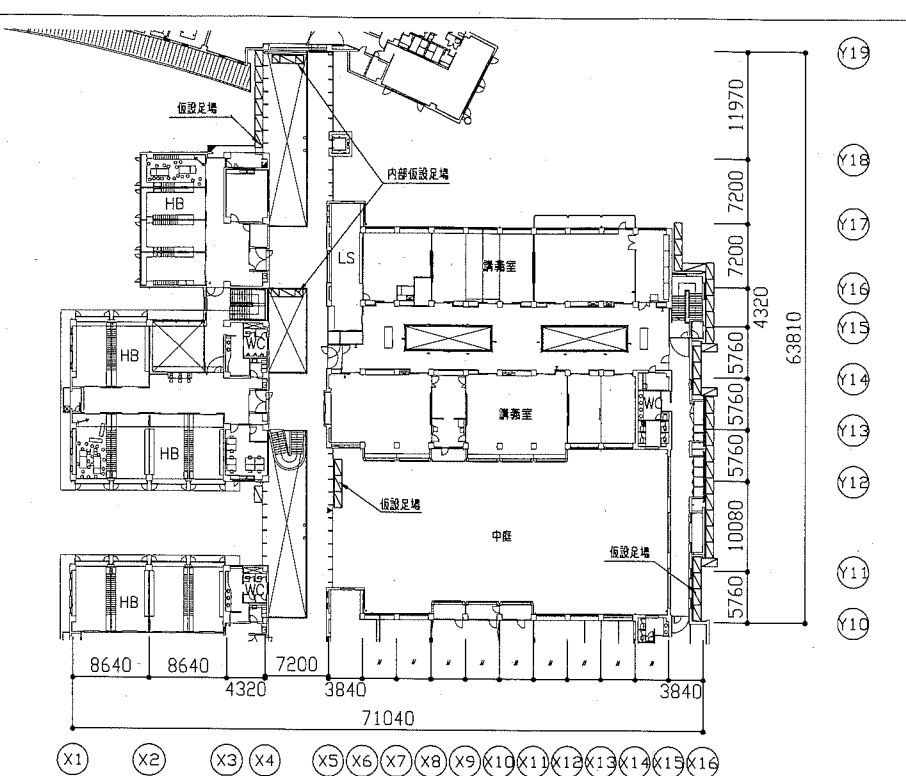 Y19
11970
仮設足場
Y18
内部仮設足場
7200
HB
Y17
LS
講義室
7200
Y16
4320
63810
Y15
WC
HB
5760
Y14
講義室
WC
5760
Y13
HB
5760
Y12
仮設足場
中庭
10080
仮設足場
Y11
HB
WC
5760
Y10
8640
8640
7200
〃
〃
〃
〃
〃
〃
〃
〃
〃
4320
3840
3840
71040
X1 X2 X3 X4 X5 X6 X7 X8 X9 X10 X11 X12 X13 X14 X15 X16